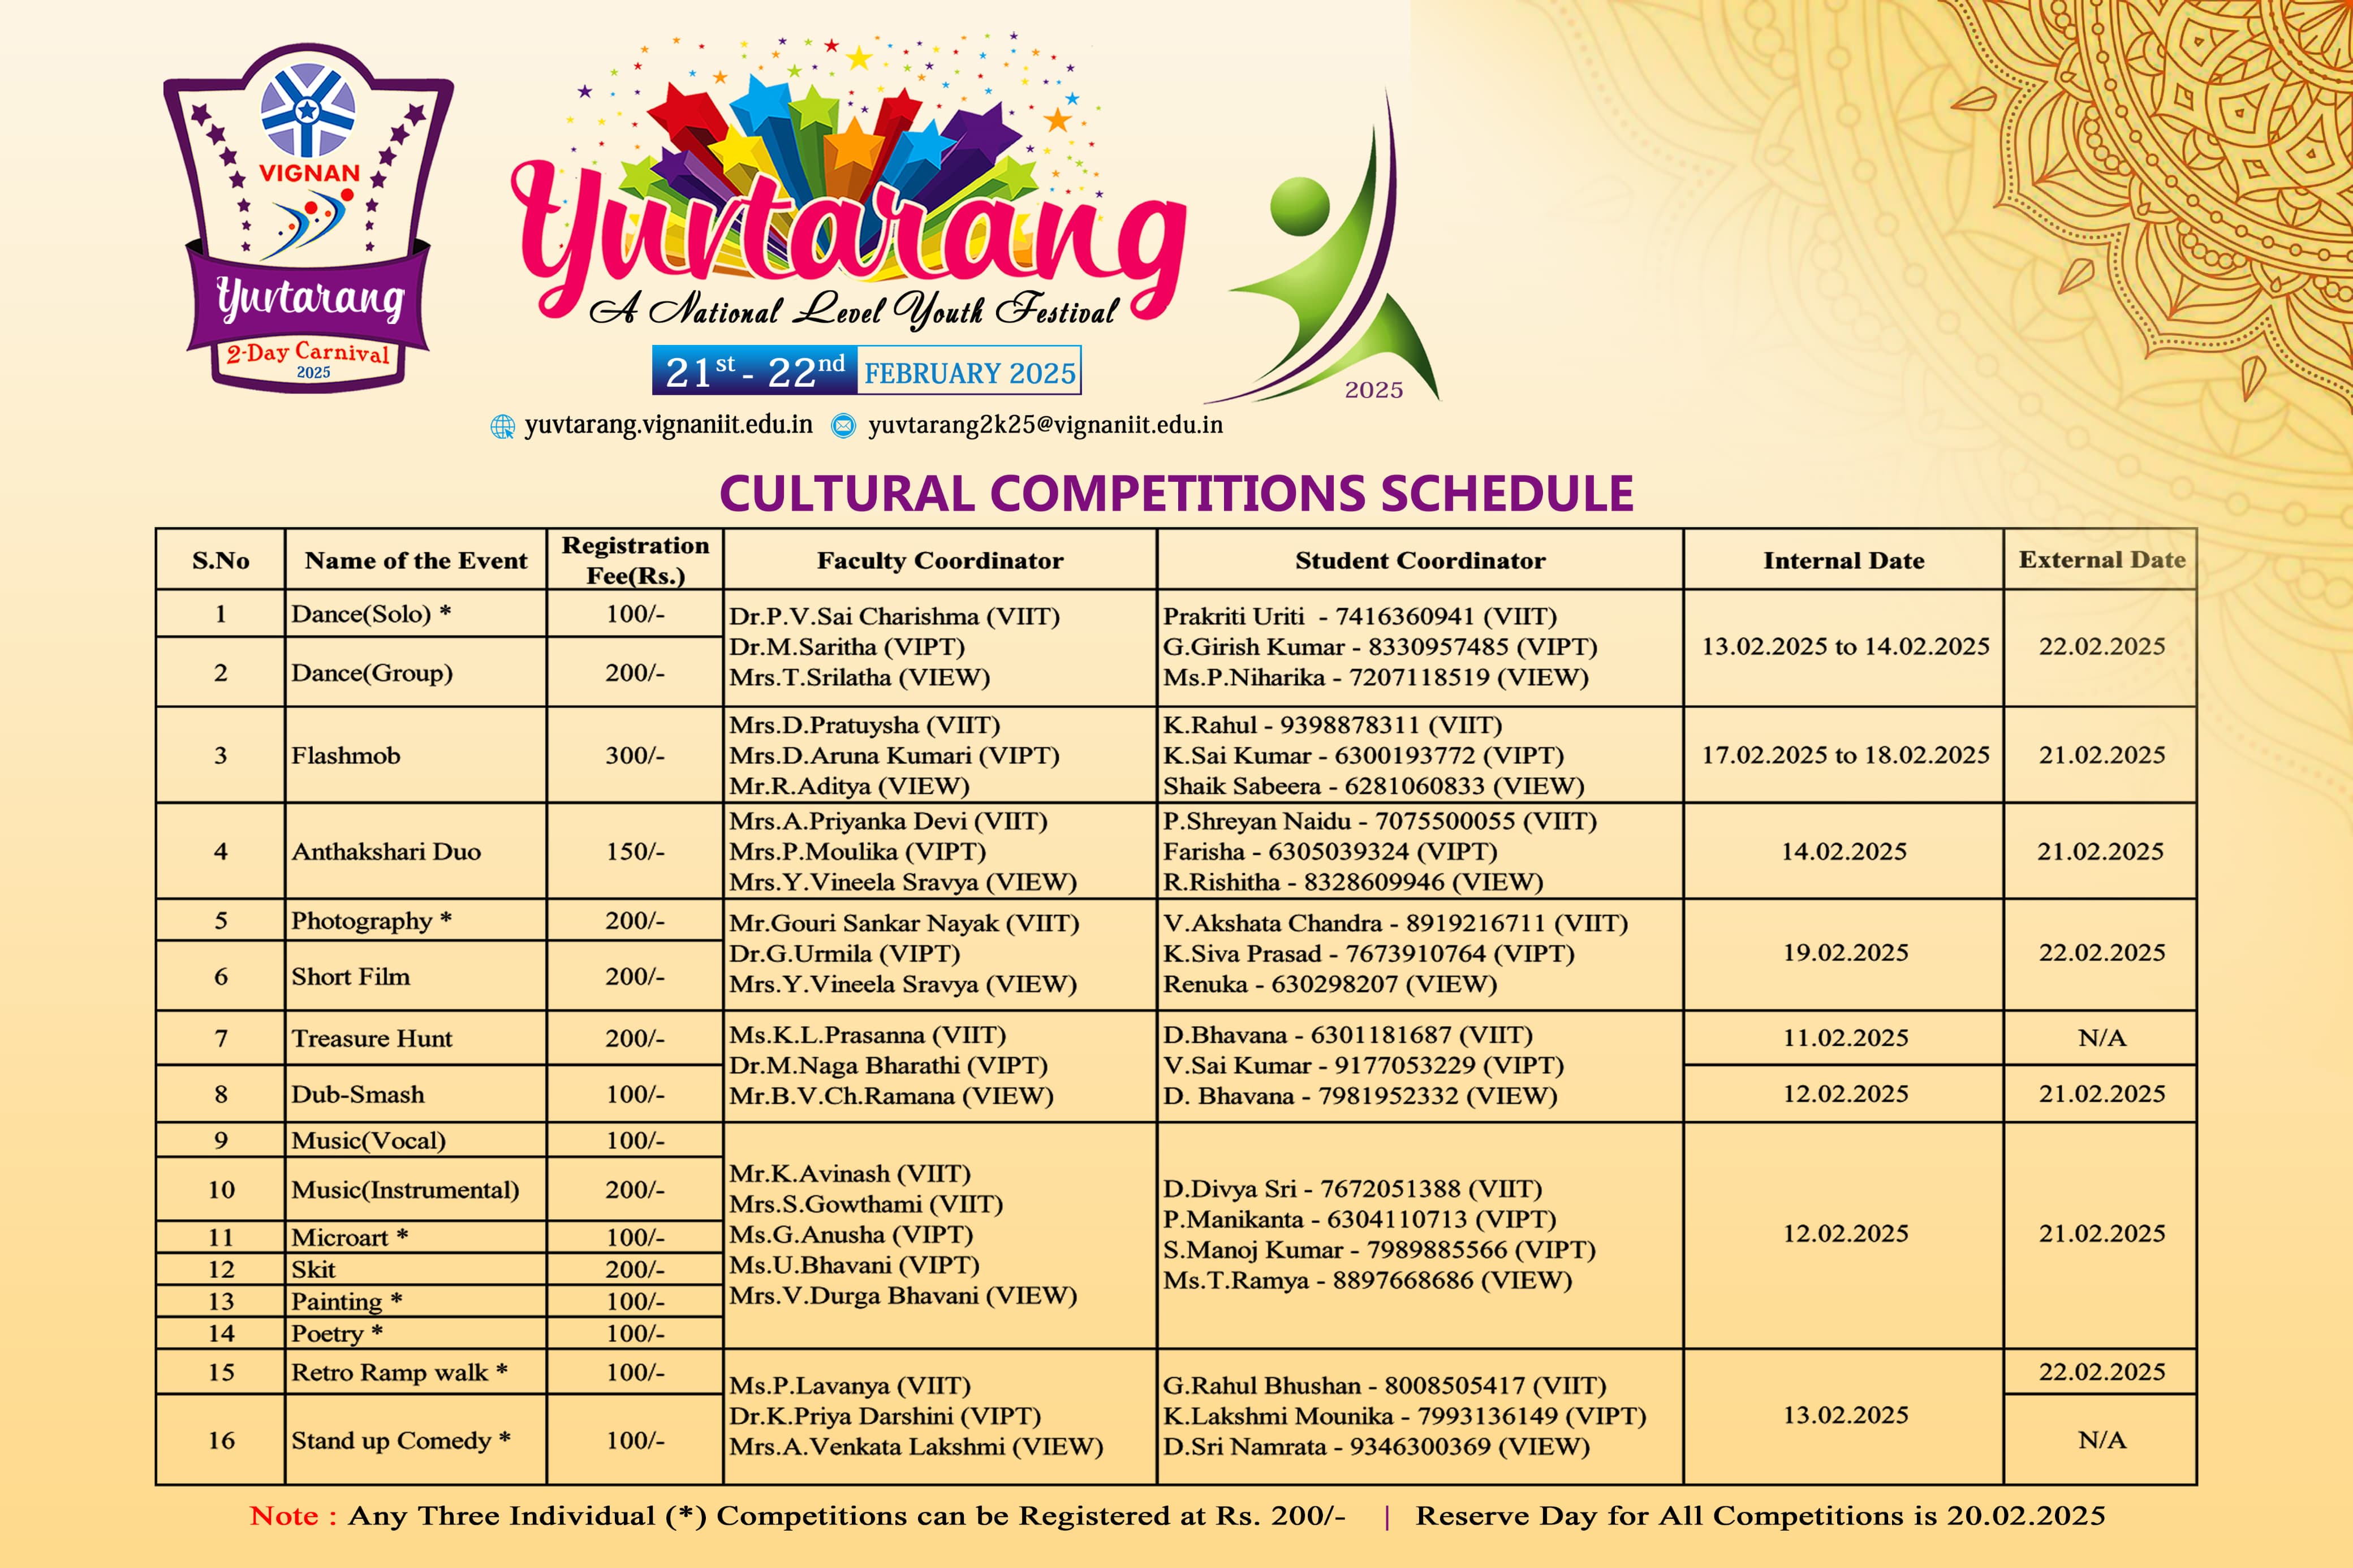 VIGNAN
Yuvtarang
2-Day Carnival
2025
Yuvtarang
A National Level Youth Festival
21st - 22nd FEBRUARY 2025
2025
yuvtarang.vignaniit.edu.in yuvtarang2k25@vignaniit.edu.in
CULTURAL COMPETITIONS SCHEDULE
S.No Name of the Event Registration Fee(Rs.) Faculty Coordinator Student Coordinator Internal Date External Date
1 Dance(Solo) * 100/-
2 Dance(Group) 200/-
Dr.P.V.Sai Charishma (VIIT)
Dr.M.Saritha (VIPT)
Mrs.T.Srilatha (VIEW)
Prakriti Uriti - 7416360941 (VIIT)
G.Girish Kumar - 8330957485 (VIPT)
Ms.P.Niharika - 7207118519 (VIEW)
13.02.2025 to 14.02.2025
22.02.2025
3 Flashmob 300/-
Mrs.D.Pratuysha (VIIT)
Mrs.D.Aruna Kumari (VIPT)
Mr.R.Aditya (VIEW)
K.Rahul - 9398878311 (VIIT)
K.Sai Kumar - 6300193772 (VIPT)
Shaik Sabeera - 6281060833 (VIEW)
17.02.2025 to 18.02.2025
21.02.2025
4 Anthakshari Duo 150/-
Mrs.A.Priyanka Devi (VIIT)
Mrs.P.Moulika (VIPT)
Mrs.Y.Vineela Sravya (VIEW)
P.Shreyan Naidu - 7075500055 (VIIT)
Farisha - 6305039324 (VIPT)
R.Rishitha - 8328609946 (VIEW)
14.02.2025
21.02.2025
5 Photography * 200/-
6 Short Film 200/-
Mr.Gouri Sankar Nayak (VIIT)
Dr.G.Urmila (VIPT)
Mrs.Y.Vineela Sravya (VIEW)
V.Akshata Chandra - 8919216711 (VIIT)
K.Siva Prasad - 7673910764 (VIPT)
Renuka - 630298207 (VIEW)
19.02.2025
22.02.2025
7 Treasure Hunt 200/-
8 Dub-Smash 100/-
Ms.K.L.Prasanna (VIIT)
Dr.M.Naga Bharathi (VIPT)
Mr.B.V.Ch.Ramana (VIEW)
D.Bhavana - 6301181687 (VIIT)
V.Sai Kumar - 9177053229 (VIPT)
D. Bhavana - 7981952332 (VIEW)
11.02.2025 N/A
12.02.2025 21.02.2025
9 Music(Vocal) 100/-
10 Music(Instrumental) 200/-
11 Microart * 100/-
12 Skit 200/-
13 Painting * 100/-
14 Poetry * 100/-
Mr.K.Avinash (VIIT)
Mrs.S.Gowthami (VIIT)
Ms.G.Anusha (VIPT)
Ms.U.Bhavani (VIPT)
Mrs.V.Durga Bhavani (VIEW)
D.Divya Sri - 7672051388 (VIIT)
P.Manikanta - 6304110713 (VIPT)
S.Manoj Kumar - 7989885566 (VIPT)
Ms.T.Ramya - 8897668686 (VIEW)
12.02.2025
21.02.2025
15 Retro Ramp walk * 100/-
16 Stand up Comedy * 100/-
Ms.P.Lavanya (VIIT)
Dr.K.Priya Darshini (VIPT)
Mrs.A.Venkata Lakshmi (VIEW)
G.Rahul Bhushan - 8008505417 (VIIT)
K.Lakshmi Mounika - 7993136149 (VIPT)
D.Sri Namrata - 9346300369 (VIEW)
13.02.2025
22.02.2025
N/A
Note : Any Three Individual (*) Competitions can be Registered at Rs. 200/- | Reserve Day for All Competitions is 20.02.2025